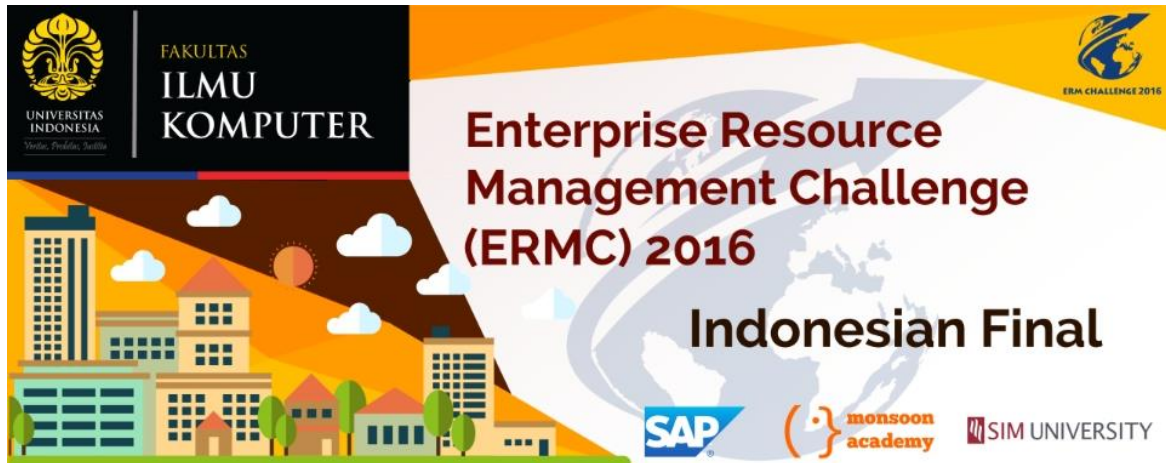 UNIVERSITAS
INDONESIA
Veritas, Probitas, Justitia
FAKULTAS
ILMU
KOMPUTER
ERM CHALLENGE 2016
Enterprise Resource
Management Challenge
(ERMC) 2016
Indonesian Final
SAP
monsoon
academy
SIM UNIVERSITY